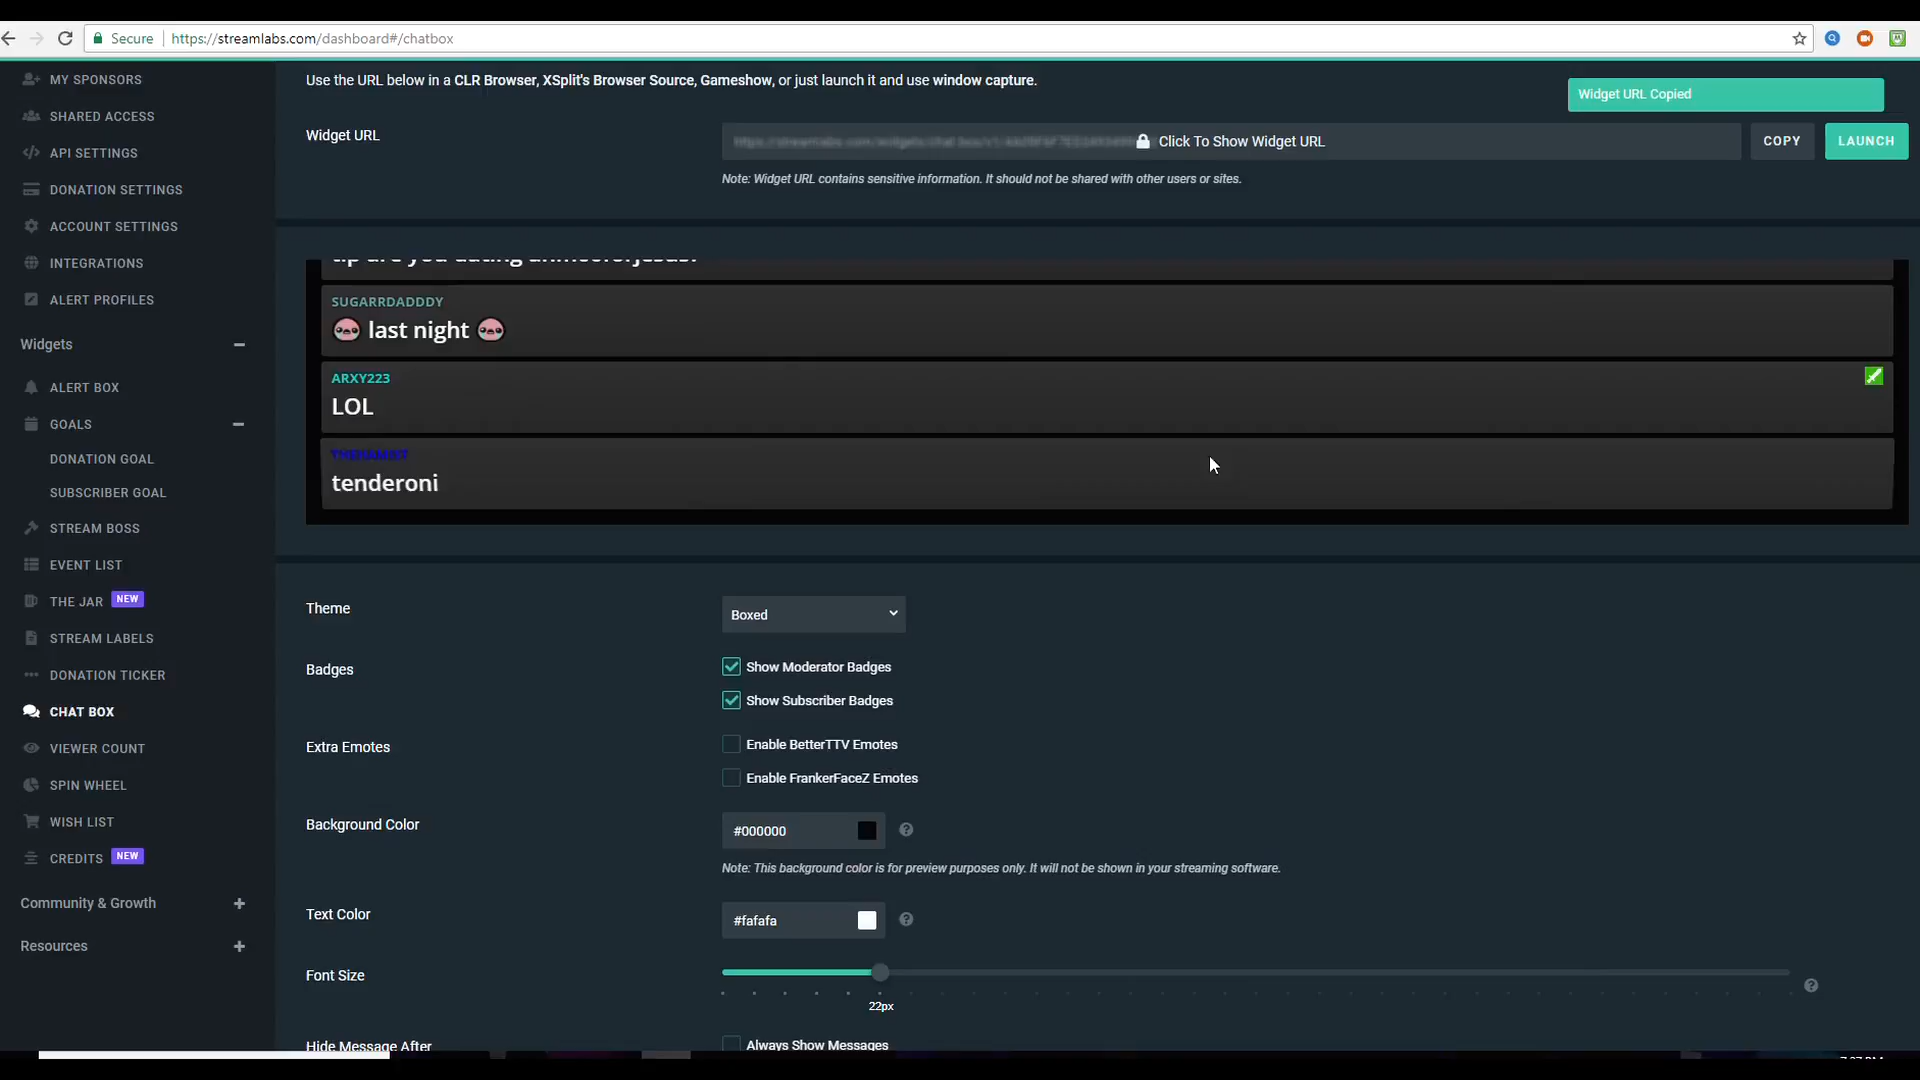 Secure
https://streamlabs.com/dashboard#/chatbox
MY SPONSORS
SHARED ACCESS
API SETTINGS
DONATION SETTINGS
ACCOUNT SETTINGS
INTEGRATIONS
ALERT PROFILES
Widgets
ALERT BOX
GOALS
DONATION GOAL
SUBSCRIBER GOAL
STREAM BOSS
EVENT LIST
THE JAR NEW
STREAM LABELS
DONATION TICKER
CHAT BOX
VIEWER COUNT
SPIN WHEEL
WISH LIST
CREDITS NEW
Community & Growth
Resources
Use the URL below in a CLR Browser, XSplit's Browser Source, Gameshow, or just launch it and use window capture.
Widget URL Copied
Widget URL
Click To Show Widget URL
COPY
LAUNCH
Note: Widget URL contains sensitive information. It should not be shared with other users or sites.
SUGARRDADDDY
last night
ARXY223
LOL
tenderoni
Theme
Boxed
Badges
Show Moderator Badges
Show Subscriber Badges
Extra Emotes
Enable BetterTTV Emotes
Enable FrankerFaceZ Emotes
Background Color
#000000
Note: This background color is for preview purposes only. It will not be shown in your streaming software.
Text Color
#fafafa
Font Size
22px
Hide Message After
Always Show Messages